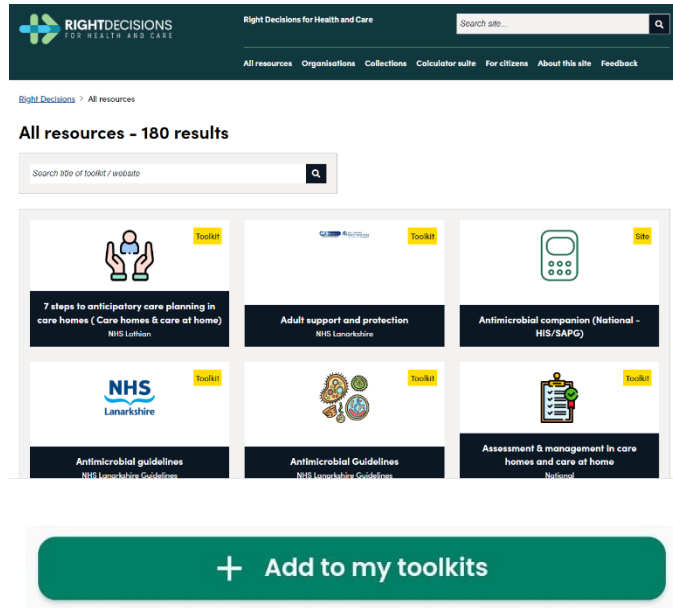 RIGHTDECISIONS
FOR HEALTH AND CARE
Right Decisions for Health and Care
Search site...
All resources Organisations Collections Calculator suite For citizens About this site Feedback
Right Decisions > All resources
All resources - 180 results
Search title of toolkit / website
Toolkit
Toolkit
Site
7 steps to anticipatory care planning in
care homes ( Care homes & care at home)
NHS Lothian
Adult support and protection
NHS Lanarkshire
Antimicrobial companion (National -
HIS/SAPG)
Toolkit
Toolkit
Toolkit
NHS
Lanarkshire
Antimicrobial guidelines
NHS Lanarkshire Guidelines
Antimicrobial Guidelines
NHS Lanarkshire Guidelines
Assessment & management in care
homes and care at home
National
+ Add to my toolkits